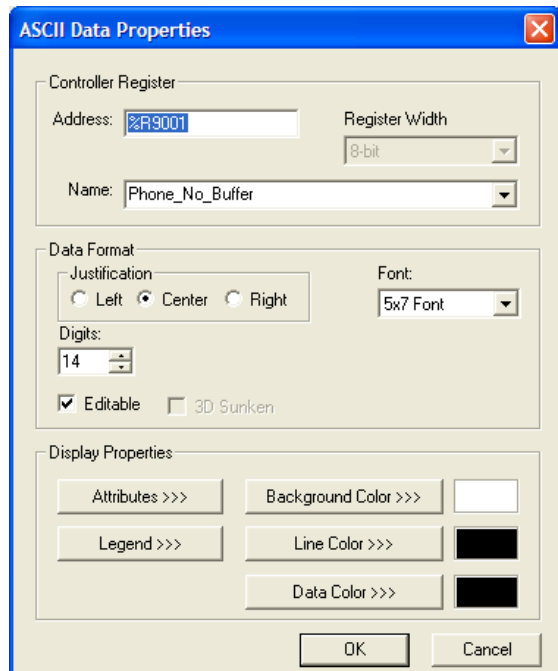 ASCII Data Properties
Controller Register
Address: %R9001
Register Width
8-bit
Name: Phone_No_Buffer
Data Format
Justification
Left Center Right
Font:
5x7 Font
Digits:
14
Editable 3D Sunken
Display Properties
Attributes >>> Background Color >>>
Legend >>> Line Color >>>
Data Color >>>
OK Cancel